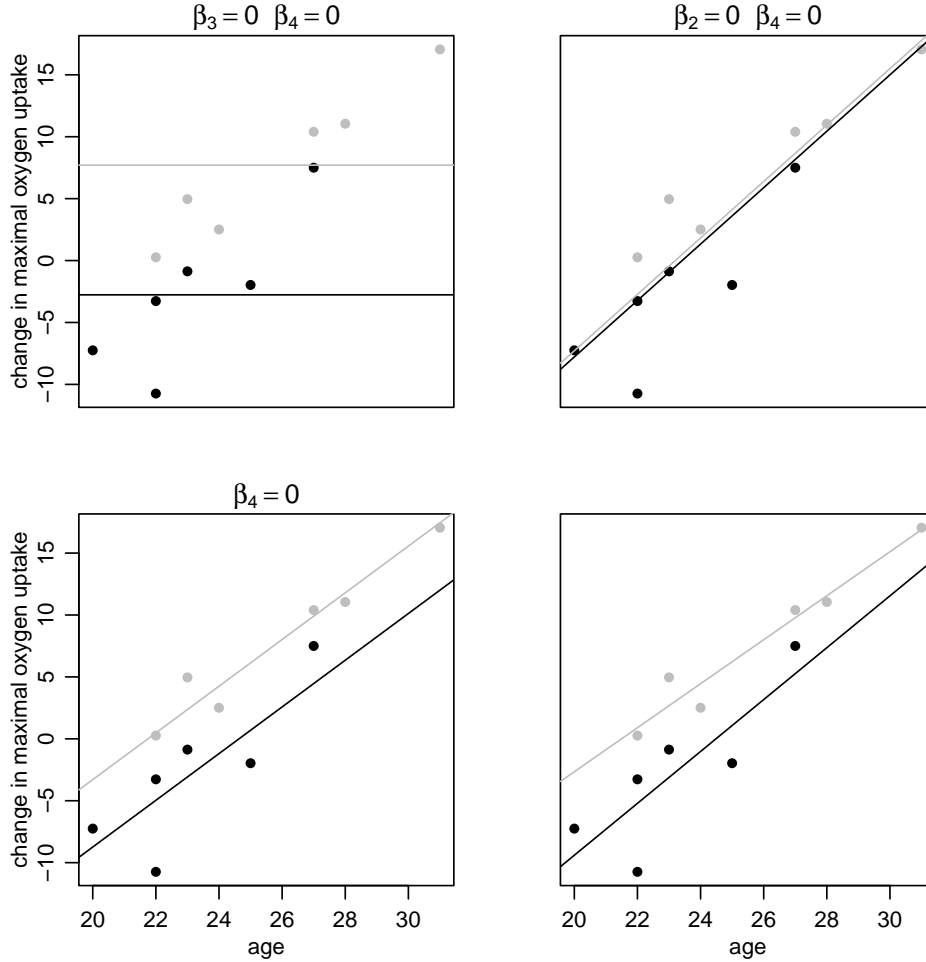 β3 = 0 β4 = 0
β2 = 0 β4 = 0
change in maximal oxygen uptake
−10 −5 0 5 10 15
β4 = 0
change in maximal oxygen uptake
−10 −5 0 5 10 15
20 22 24 26 28 30
age
20 22 24 26 28 30
age